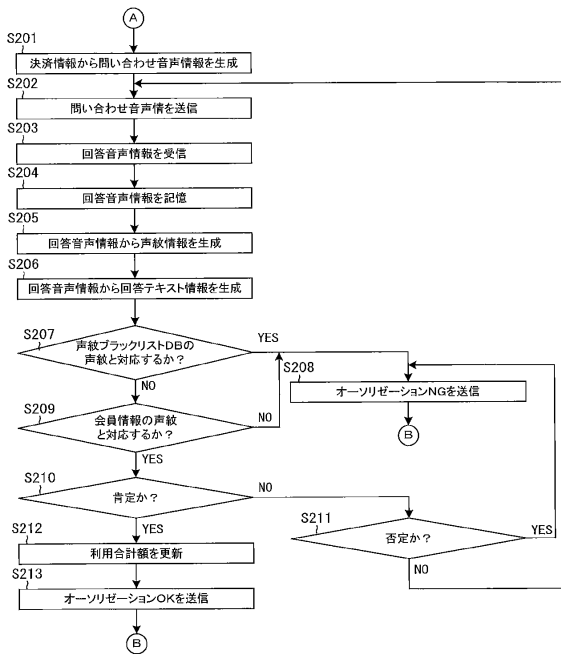 A
S201
決済情報から問い合わせ音声情報を生成
S202
問い合わせ音声情を送信
S203
回答音声情報を受信
S204
回答音声情報を記憶
S205
回答音声情報から声紋情報を生成
S206
回答音声情報から回答テキスト情報を生成
S207
声紋ブラックリストDBの
声紋と対応するか？
YES
NO
S208
オーソリゼーションNGを送信
B
S209
会員情報の声紋
と対応するか？
NO
YES
S210
肯定か？
NO
YES
S211
否定か？
YES
NO
S212
利用合計額を更新
S213
オーソリゼーションOKを送信
B